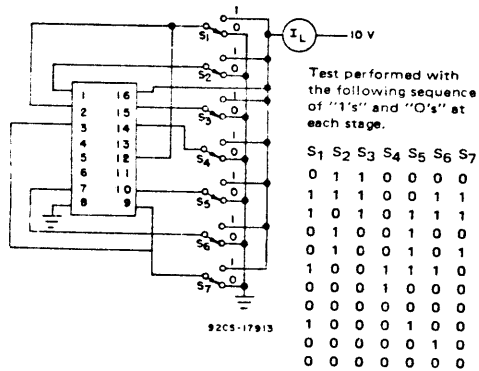 1
0
S1
IL
10 V
1
0
S2
1
0
S3
1
0
S4
1
0
S5
1
0
S6
1
0
S7
1 16
2 15
3 14
4 13
5 12
6 11
7 10
8 9
92CS-17913
Test performed with
the following sequence
of "1's" and "O's" at
each stage.
S1 S2 S3 S4 S5 S6 S7
0 1 1 0 0 0 0
1 1 1 0 0 1 1
1 0 1 0 1 1 1
0 1 0 0 1 0 0
0 1 0 0 1 0 1
1 0 0 1 1 1 0
0 0 0 1 0 0 0
0 0 0 0 0 0 0
1 0 0 0 1 0 0
0 0 0 0 0 1 0
0 0 0 0 0 0 0